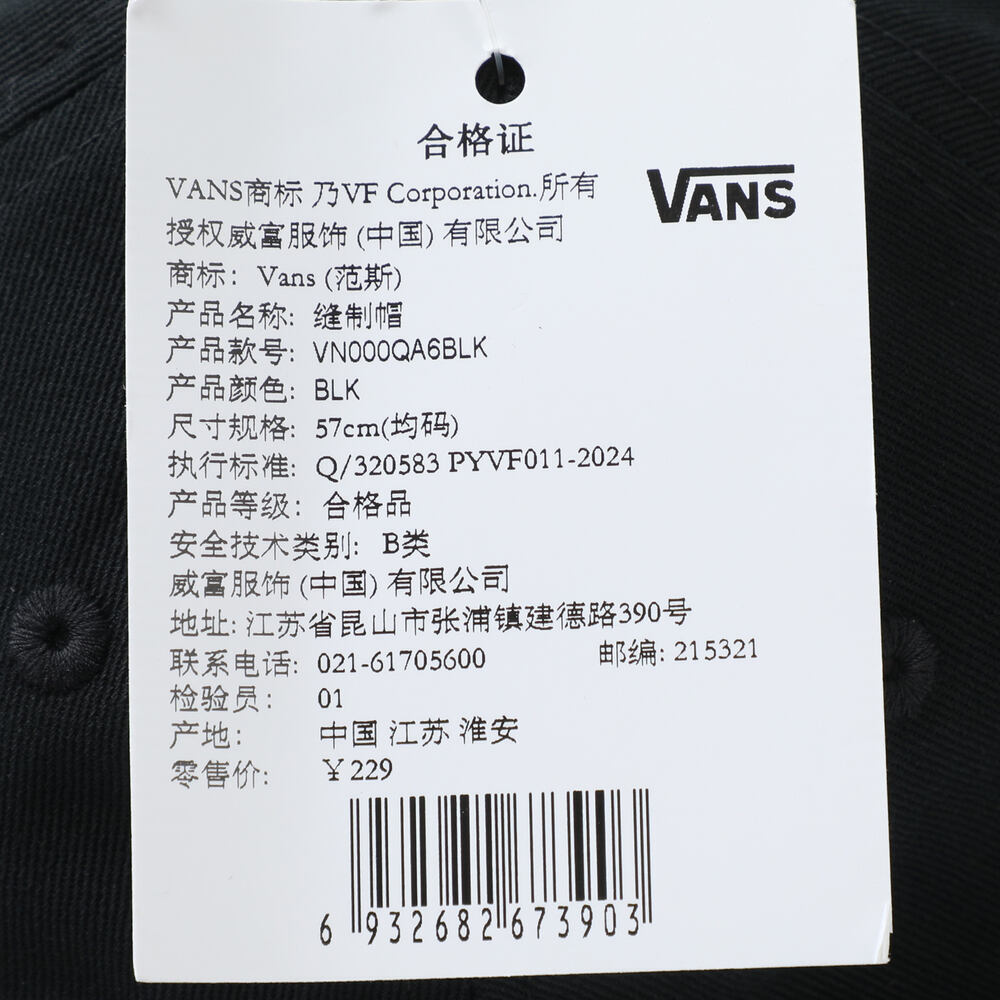 合格证
VANS
VANS商标 乃VF Corporation.所有
授权威富服饰 (中国) 有限公司
商标: Vans (范斯)
产品名称: 缝制帽
产品款号: VN000QA6BLK
产品颜色: BLK
尺寸规格: 57cm(均码)
执行标准: Q/320583 PYVF011-2024
产品等级: 合格品
安全技术类别: B类
威富服饰 (中国) 有限公司
地址: 江苏省昆山市张浦镇建德路390号
联系电话: 021-61705600 邮编: 215321
检验员: 01
产地: 中国 江苏 淮安
零售价: ¥229
6 932682 673903